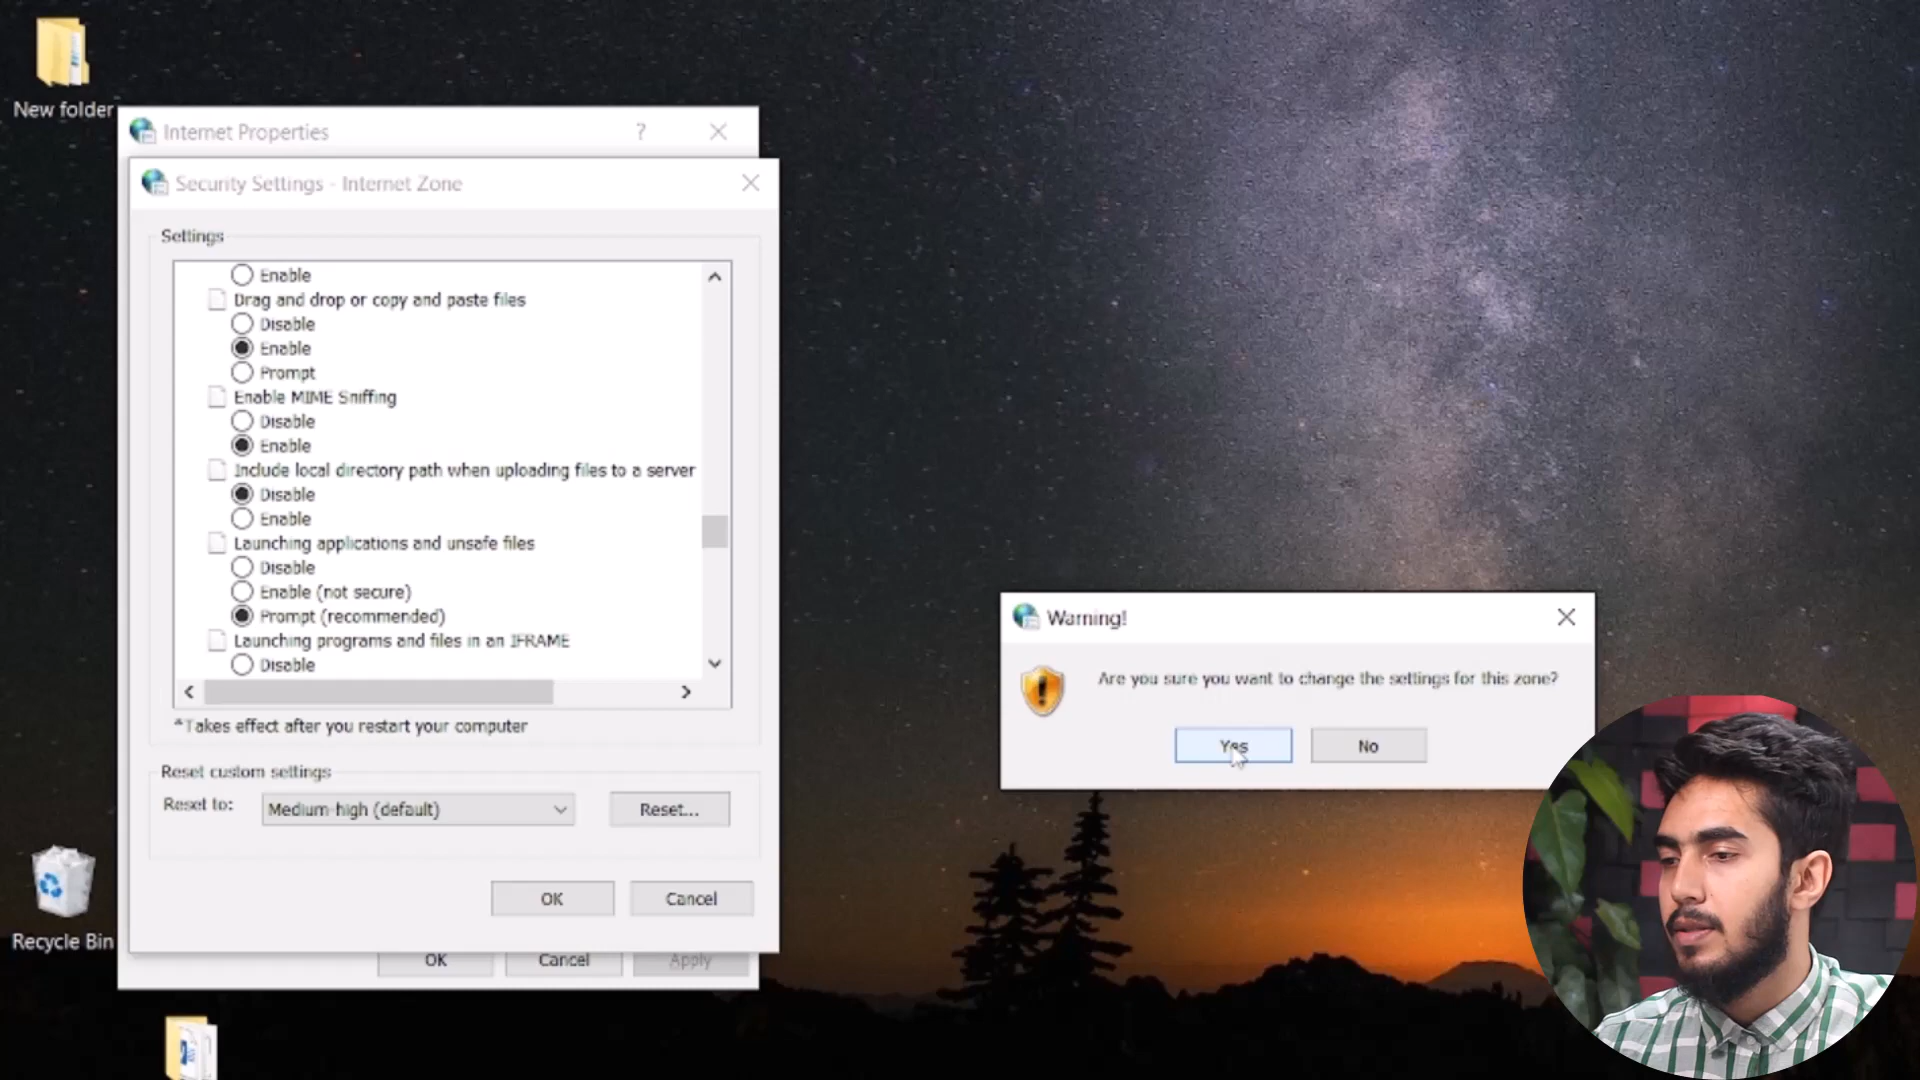 New folder
Internet Properties
?
Security Settings - Internet Zone
Settings
Enable
Drag and drop or copy and paste files
Disable
Enable
Prompt
Enable MIME Sniffing
Disable
Enable
Include local directory path when uploading files to a server
Disable
Enable
Launching applications and unsafe files
Disable
Enable (not secure)
Prompt (recommended)
Launching programs and files in an IFRAME
Disable
*Takes effect after you restart your computer
Reset custom settings
Reset to:
Medium-high (default)
Reset...
OK
Cancel
OK
Cancel
Apply
Warning!
Are you sure you want to change the settings for this zone?
Yes
No
Recycle Bin